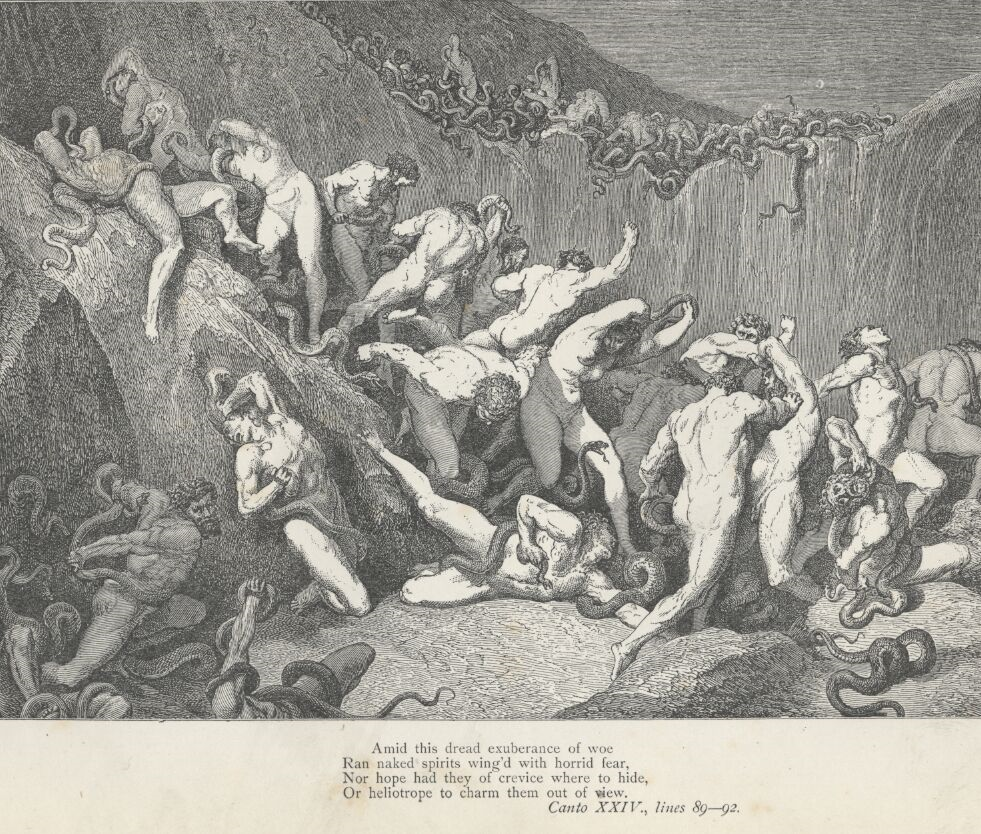 Amid this dread exuberance of woe
Ran naked spirits wing'd with horrid fear,
Nor hope had they of crevice where to hide,
Or heliotrope to charm them out of view.
Canto XXIV., lines 89—92.